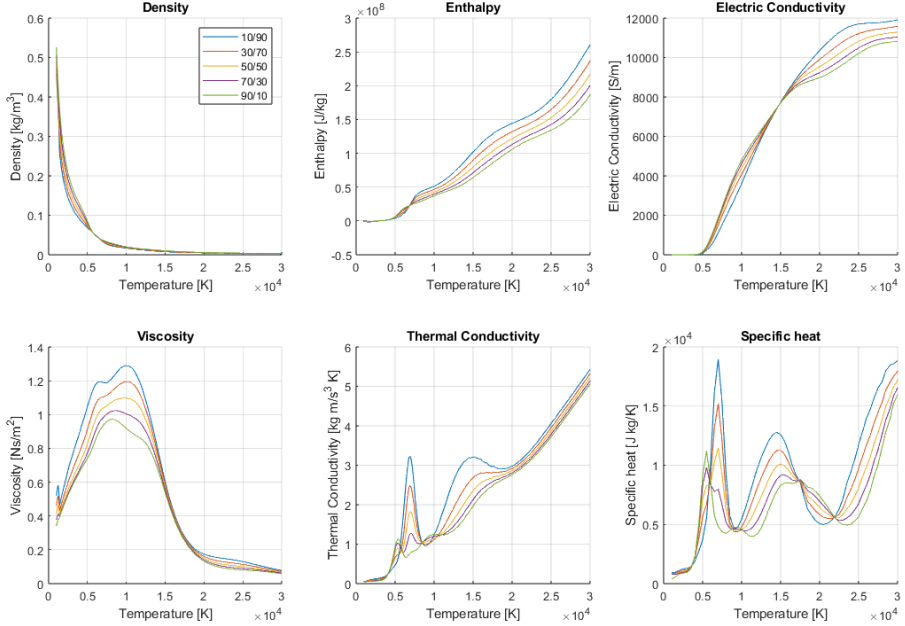 Density
Density [kg/m3]
0.6
0.5
0.4
0.3
0.2
0.1
0
10/90
30/70
50/50
70/30
90/10
0 0.5 1 1.5 2 2.5 3
Temperature [K] × 10^4
Enthalpy
× 10^8
Enthalpy [J/kg]
3
2.5
2
1.5
1
0.5
0
-0.5
0 0.5 1 1.5 2 2.5 3
Temperature [K] × 10^4
Electric Conductivity
Electric Conductivity [S/m]
12000
10000
8000
6000
4000
2000
0
0 0.5 1 1.5 2 2.5 3
Temperature [K] × 10^4
Viscosity
Viscosity [Ns/m2]
1.4
1.2
1
0.8
0.6
0.4
0.2
0
0 0.5 1 1.5 2 2.5 3
Temperature [K] × 10^4
Thermal Conductivity
Thermal Conductivity [kg m/s3 K]
6
5
4
3
2
1
0
0 0.5 1 1.5 2 2.5 3
Temperature [K] × 10^4
Specific heat
× 10^4
Specific heat [J kg/K]
2
1.5
1
0.5
0
0 0.5 1 1.5 2 2.5 3
Temperature [K] × 10^4